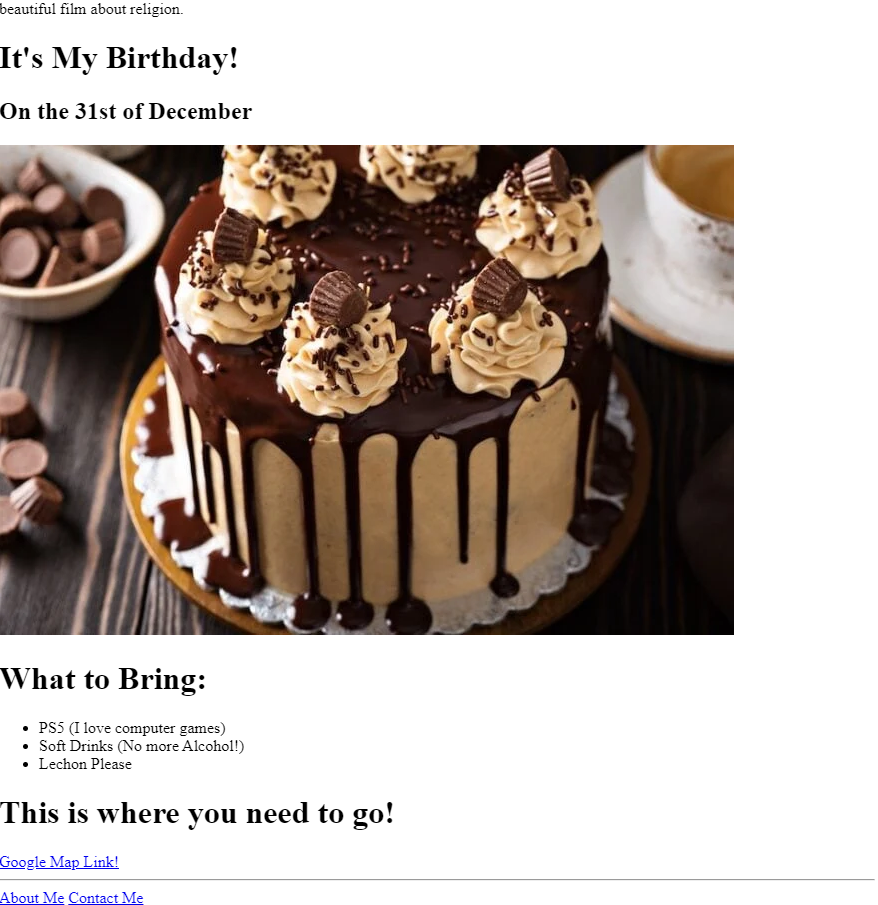 beautiful film about religion.
It's My Birthday!
On the 31st of December
What to Bring:
PS5 (I love computer games)
Soft Drinks (No more Alcohol!)
Lechon Please
This is where you need to go!
Google Map Link!
About Me Contact Me